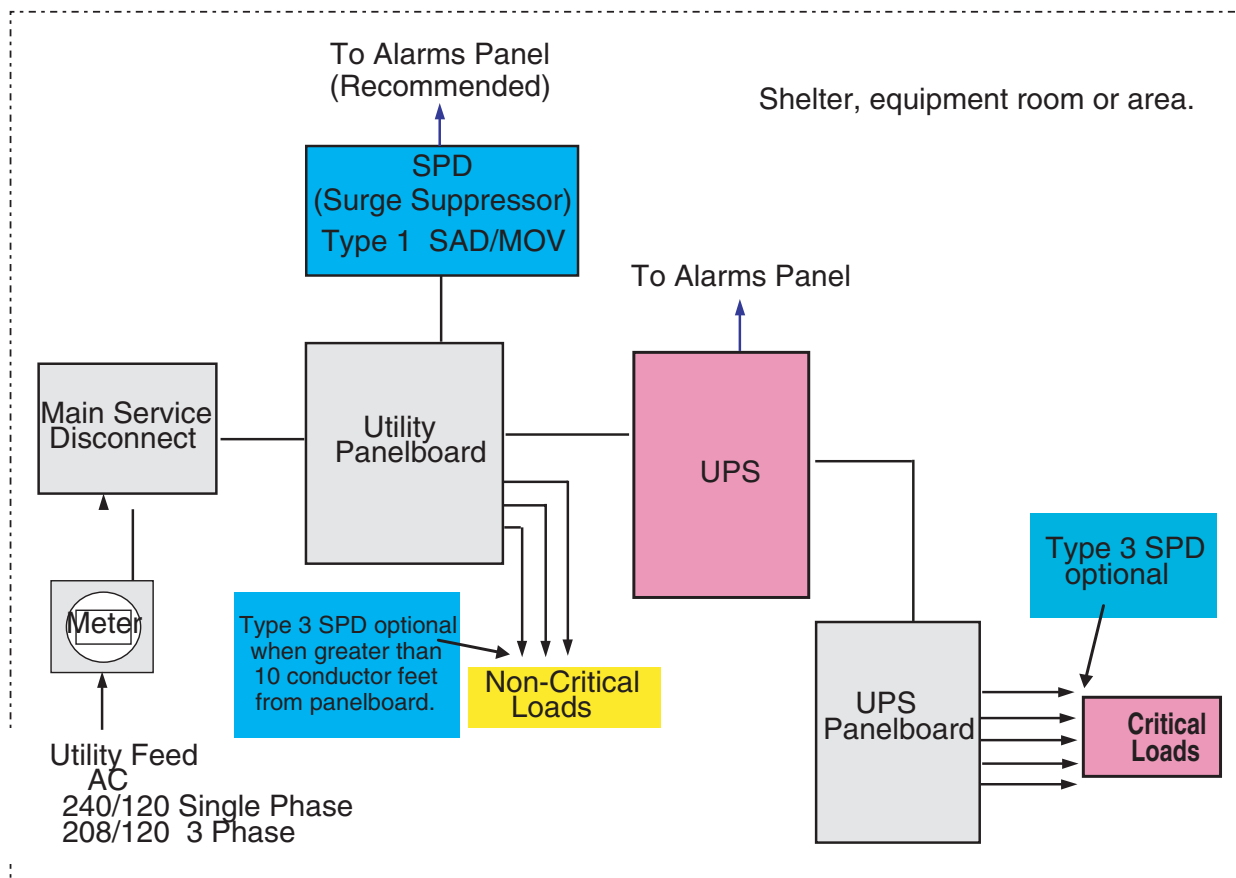 To Alarms Panel
(Recommended)
Shelter, equipment room or area.
SPD
(Surge Suppressor)
Type 1 SAD/MOV
To Alarms Panel
Main Service
Disconnect
Utility
Panelboard
UPS
Type 3 SPD
optional
Meter
Type 3 SPD optional
when greater than
10 conductor feet
from panelboard.
Non-Critical
Loads
UPS
Panelboard
Critical
Loads
Utility Feed
AC
240/120 Single Phase
208/120 3 Phase